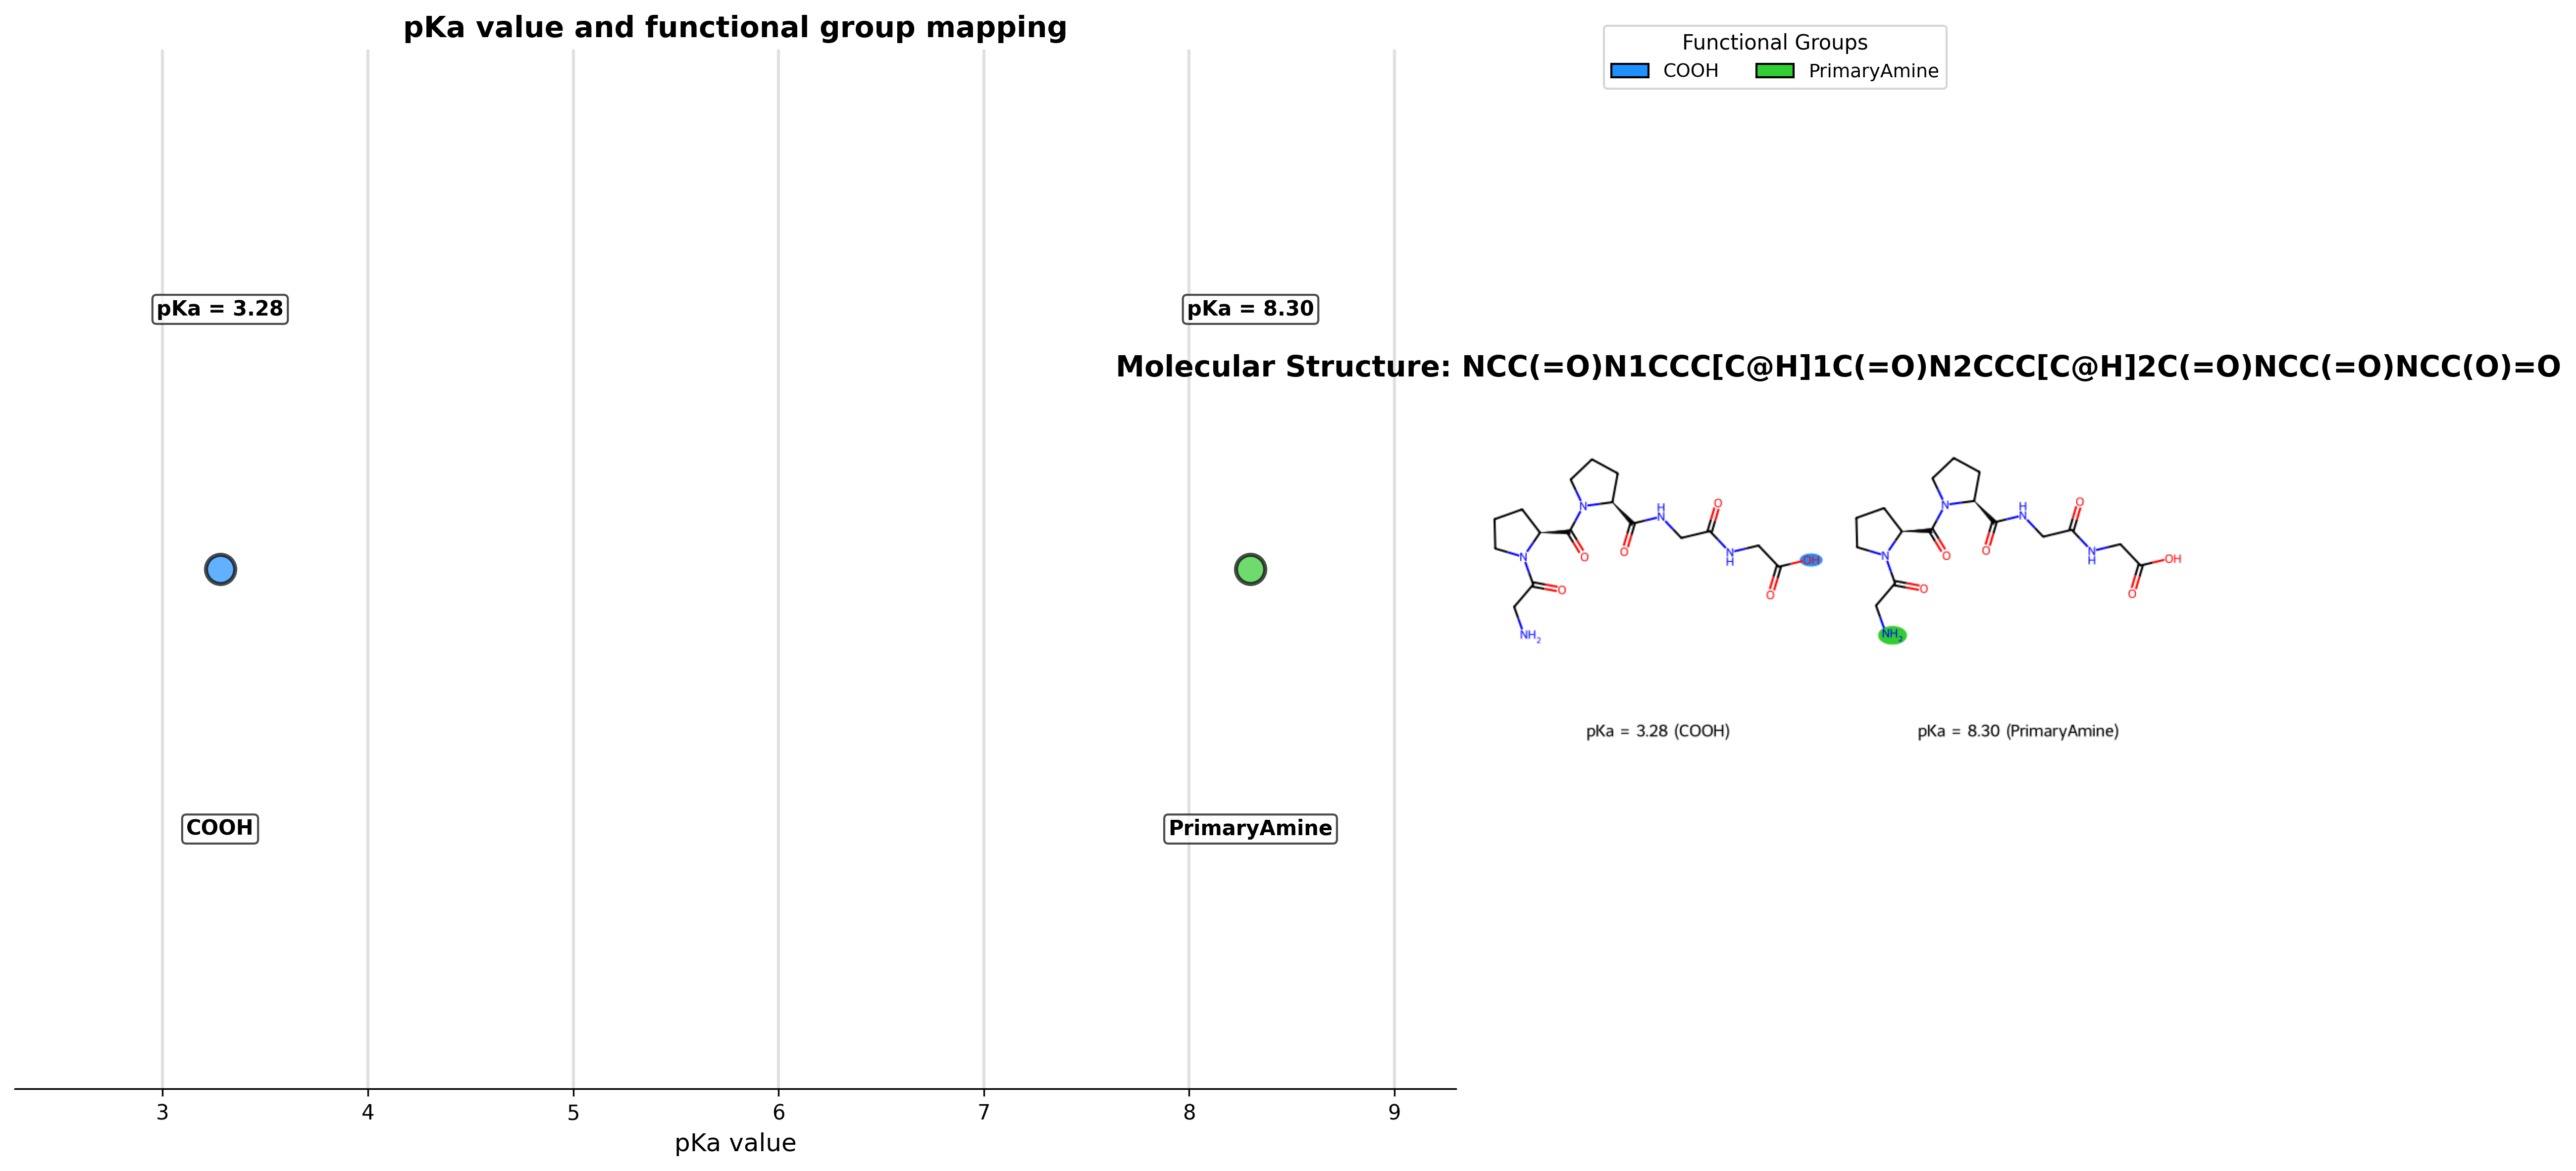 pKa value and functional group mapping
Functional Groups
COOH PrimaryAmine
pKa = 3.28
pKa = 8.30
Molecular Structure: NCC(=O)N1CCC[C@H]1C(=O)N2CCC[C@H]2C(=O)NCC(=O)NCC(O)=O
N
N
O
O
O
H
N
N
H
O
O
OH
NH2
N
N
O
O
O
H
N
N
H
O
O
OH
NH2
pKa = 3.28 (COOH)
pKa = 8.30 (PrimaryAmine)
COOH
PrimaryAmine
3 4 5 6 7 8 9
pKa value